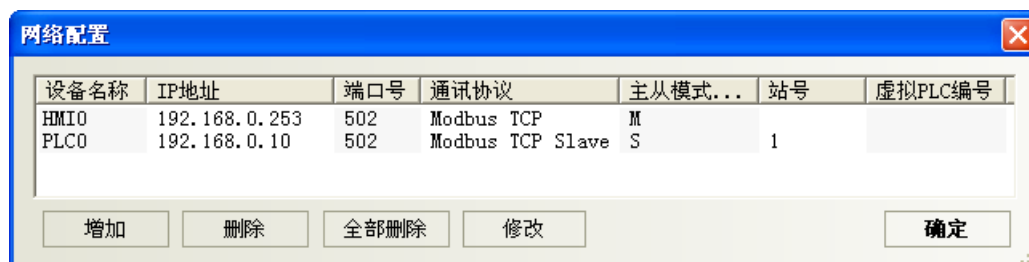 网络配置
设备名称 IP地址 端口号 通讯协议 主从模式... 站号 虚拟PLC编号
HMI0 192.168.0.253 502 Modbus TCP M
PLC0 192.168.0.10 502 Modbus TCP Slave S 1
增加 删除 全部删除 修改 确定